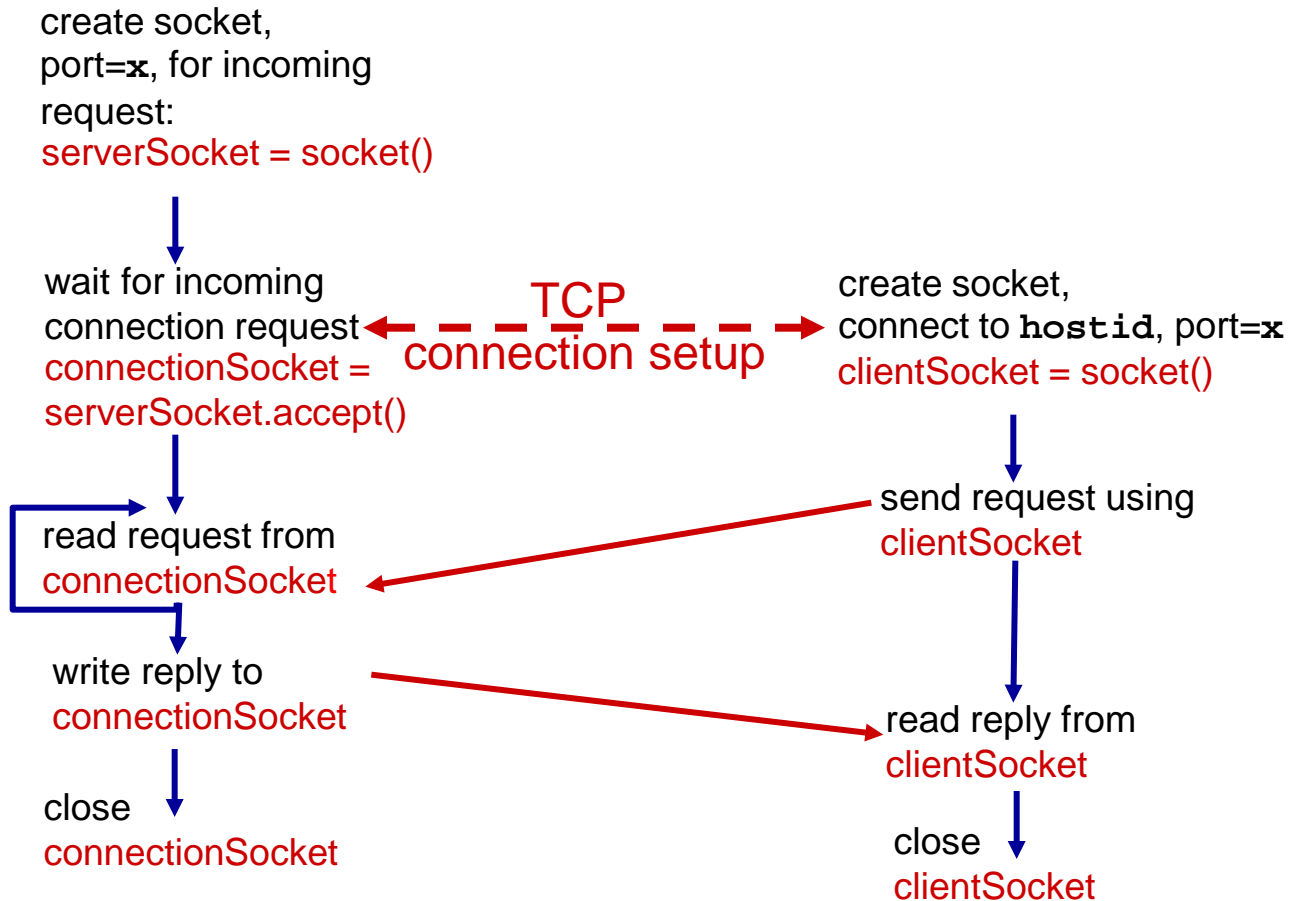 create socket,
port=x, for incoming
request:
serverSocket = socket()
wait for incoming
connection request
connectionSocket =
serverSocket.accept()
TCP
connection setup
create socket,
connect to hostid, port=x
clientSocket = socket()
send request using
clientSocket
read request from
connectionSocket
write reply to
connectionSocket
read reply from
clientSocket
close
connectionSocket
close
clientSocket